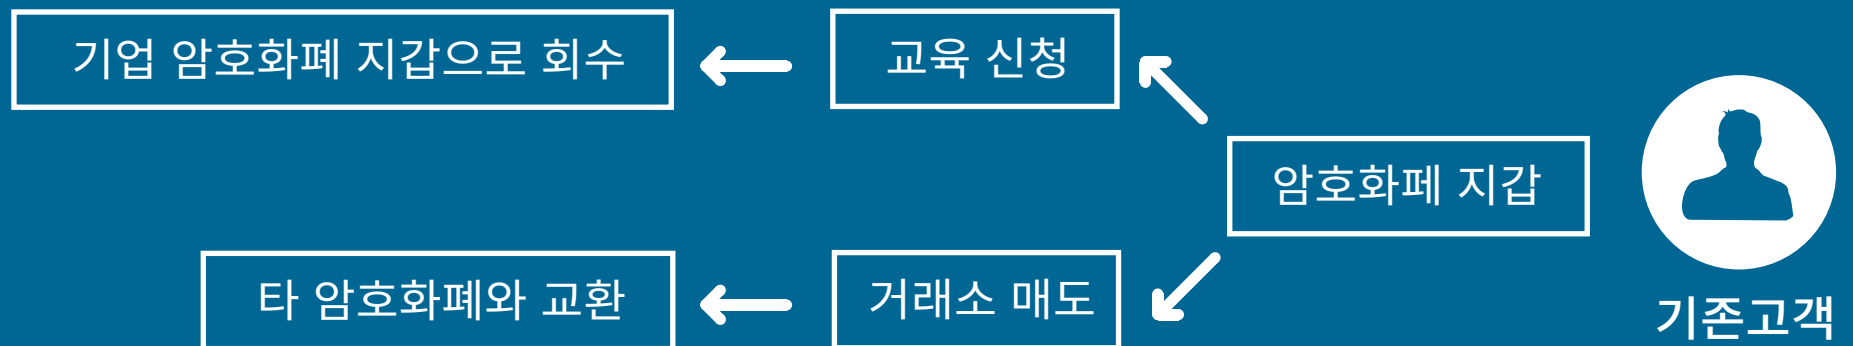 기업 암호화폐 지갑으로 회수
교육 신청
암호화페 지갑
타 암호화폐와 교환
거래소 매도
기존고객